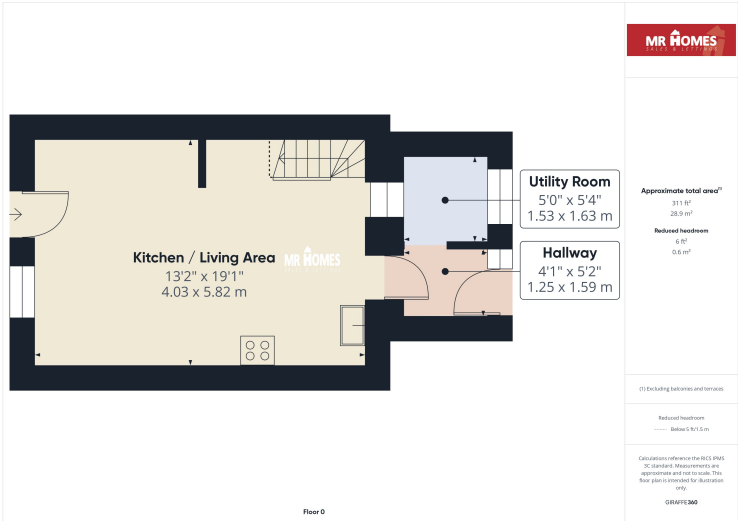 MR HOMES
SALES & LETTINGS
Utility Room
5'0" x 5'4"
1.53 x 1.63 m
Hallway
4'1" x 5'2"
1.25 x 1.59 m
Kitchen / Living Area
13'2" x 19'1"
4.03 x 5.82 m
MR HOMES
SALES & LETTINGS
Floor 0
Approximate total area(1)
311 ft²
28.9 m²
Reduced headroom
6 ft²
0.6 m²
(1) Excluding balconies and terraces
Reduced headroom
Below 5 ft/1.5 m
Calculations reference the RICS IPMS
3C standard. Measurements are
approximate and not to scale. This
floor plan is intended for illustration
only.
GIRAFFE360